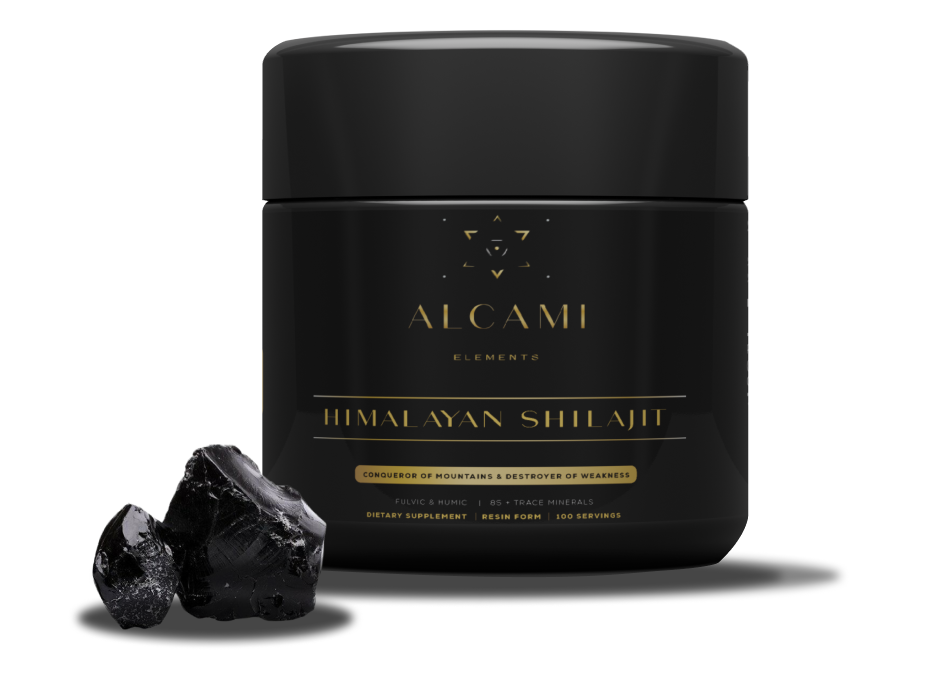 ALCAMI
ELEMENTS
HIMALAYAN SHILAJIT
CONQUEROR OF MOUNTAINS & DESTROYER OF WEAKNESS
FULVIC & HUMIC | 85 + TRACE MINERALS
DIETARY SUPPLEMENT | RESIN FORM | 100 SERVINGS